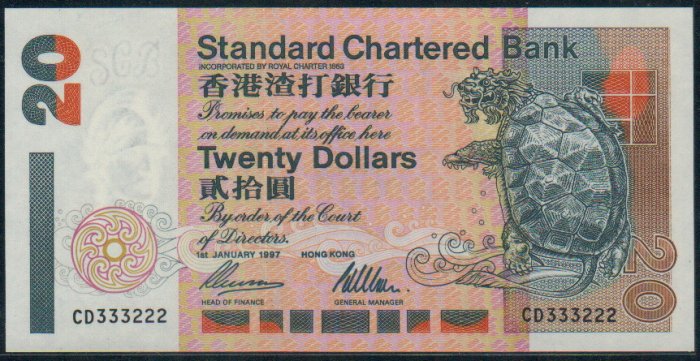 20
Standard Chartered Bank
INCORPORATED BY ROYAL CHARTER 1853
香港渣打銀行
Promises to pay the bearer
on demand at its office here
Twenty Dollars
貳拾圓
By order of the Court
of Directors.
1st JANUARY 1997 HONG KONG
HEAD OF FINANCE GENERAL MANAGER
CD333222 CD333222
20